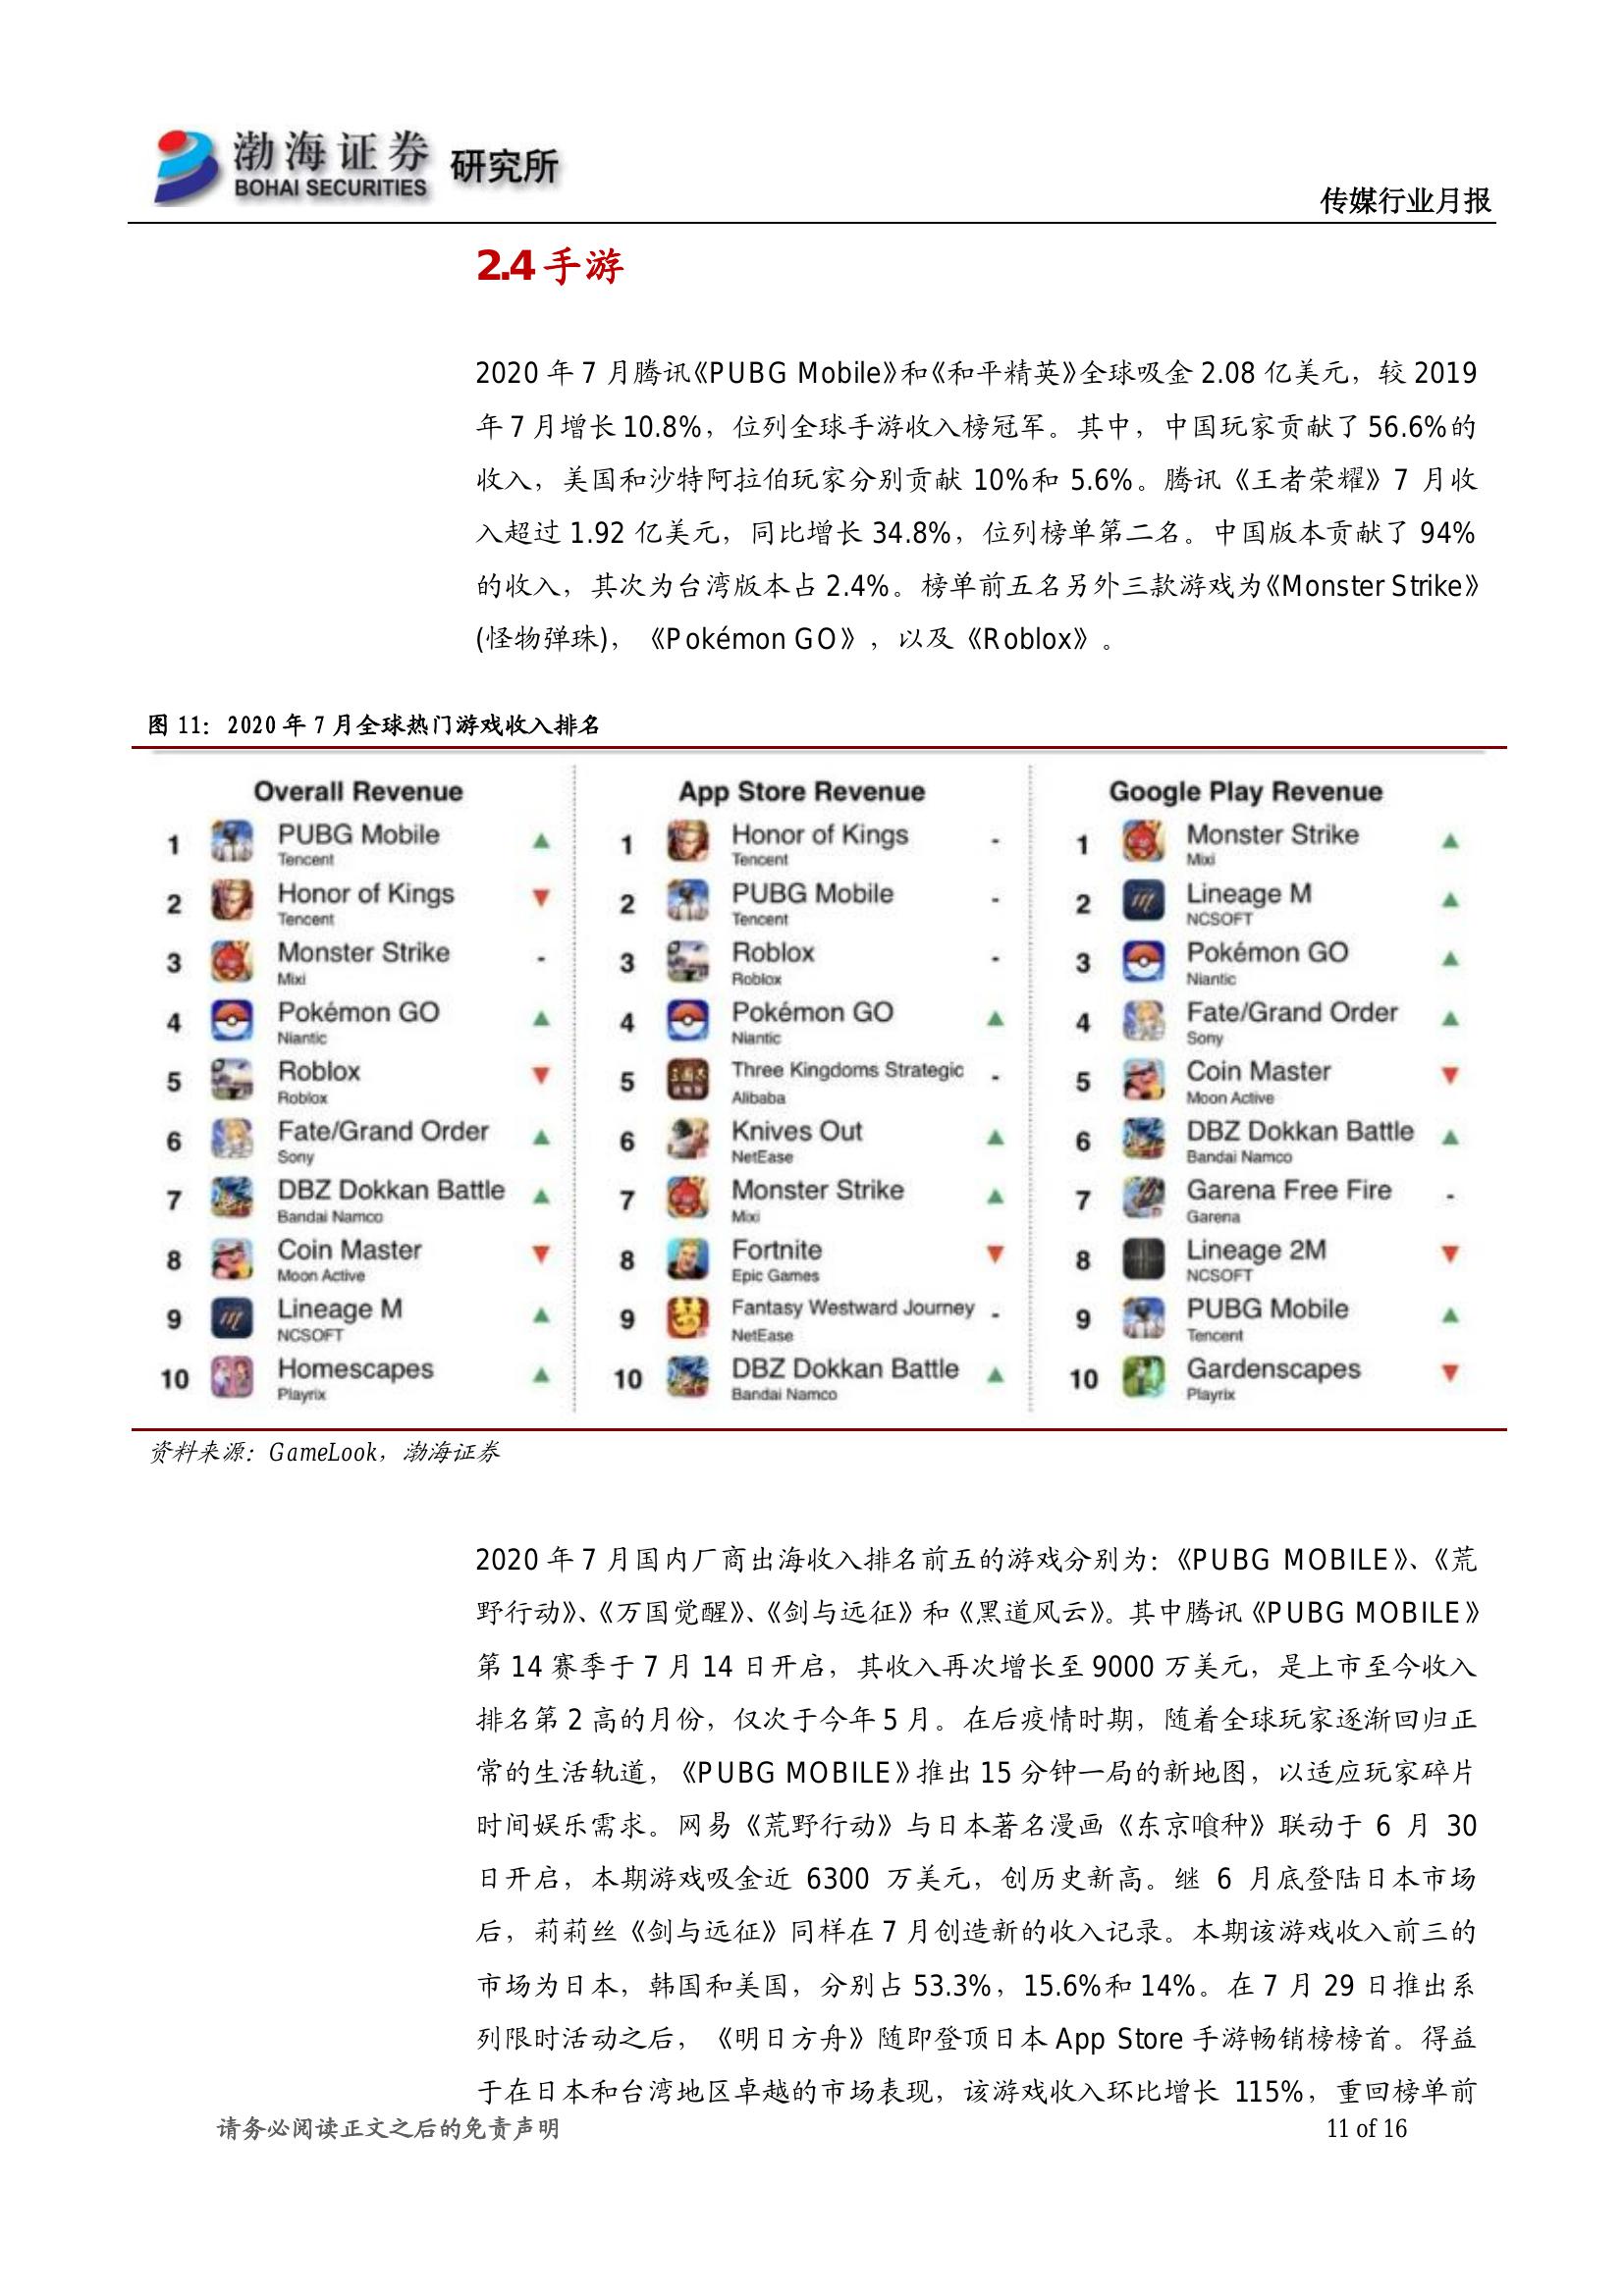 渤海证券 研究所
BOHAI SECURITIES
传媒行业月报
2.4 手游
2020 年 7 月腾讯《PUBG Mobile》和《和平精英》全球吸金 2.08 亿美元，较 2019
年 7 月增长 10.8%，位列全球手游收入榜冠军。其中，中国玩家贡献了 56.6%的
收入，美国和沙特阿拉伯玩家分别贡献 10%和 5.6%。腾讯《王者荣耀》7 月收
入超过 1.92 亿美元，同比增长 34.8%，位列榜单第二名。中国版本贡献了 94%
的收入，其次为台湾版本占 2.4%。榜单前五名另外三款游戏为《Monster Strike》
(怪物弹珠)，《Pokémon GO》，以及《Roblox》。
图 11：2020 年 7 月全球热门游戏收入排名
Overall Revenue
1 PUBG Mobile ▲
Tencent
2 Honor of Kings ▼
Tencent
3 Monster Strike -
Mixi
4 Pokémon GO ▲
Niantic
5 Roblox ▼
Roblox
6 Fate/Grand Order ▲
Sony
7 DBZ Dokkan Battle ▲
Bandai Namco
8 Coin Master ▼
Moon Active
9 Lineage M ▲
NCSOFT
10 Homescapes ▲
Playrix
App Store Revenue
1 Honor of Kings -
Tencent
2 PUBG Mobile -
Tencent
3 Roblox -
Roblox
4 Pokémon GO ▲
Niantic
5 Three Kingdoms Strategic -
Alibaba
6 Knives Out ▲
NetEase
7 Monster Strike ▲
Mixi
8 Fortnite ▼
Epic Games
9 Fantasy Westward Journey -
NetEase
10 DBZ Dokkan Battle ▲
Bandai Namco
Google Play Revenue
1 Monster Strike ▲
Mixi
2 Lineage M ▲
NCSOFT
3 Pokémon GO ▲
Niantic
4 Fate/Grand Order ▲
Sony
5 Coin Master ▼
Moon Active
6 DBZ Dokkan Battle ▲
Bandai Namco
7 Garena Free Fire -
Garena
8 Lineage 2M ▼
NCSOFT
9 PUBG Mobile ▲
Tencent
10 Gardenscapes ▼
Playrix
资料来源：GameLook，渤海证券
2020 年 7 月国内厂商出海收入排名前五的游戏分别为：《PUBG MOBILE》、《荒
野行动》、《万国觉醒》、《剑与远征》和《黑道风云》。其中腾讯《PUBG MOBILE》
第 14 赛季于 7 月 14 日开启，其收入再次增长至 9000 万美元，是上市至今收入
排名第 2 高的月份，仅次于今年 5 月。在后疫情时期，随着全球玩家逐渐回归正
常的生活轨道，《PUBG MOBILE》推出 15 分钟一局的新地图，以适应玩家碎片
时间娱乐需求。网易《荒野行动》与日本著名漫画《东京喰种》联动于 6 月 30
日开启，本期游戏吸金近 6300 万美元，创历史新高。继 6 月底登陆日本市场
后，莉莉丝《剑与远征》同样在 7 月创造新的收入记录。本期该游戏收入前三的
市场为日本，韩国和美国，分别占 53.3%，15.6%和 14%。在 7 月 29 日推出系
列限时活动之后，《明日方舟》随即登顶日本 App Store 手游畅销榜榜首。得益
于在日本和台湾地区卓越的市场表现，该游戏收入环比增长 115%，重回榜单前
请务必阅读正文之后的免责声明
11 of 16